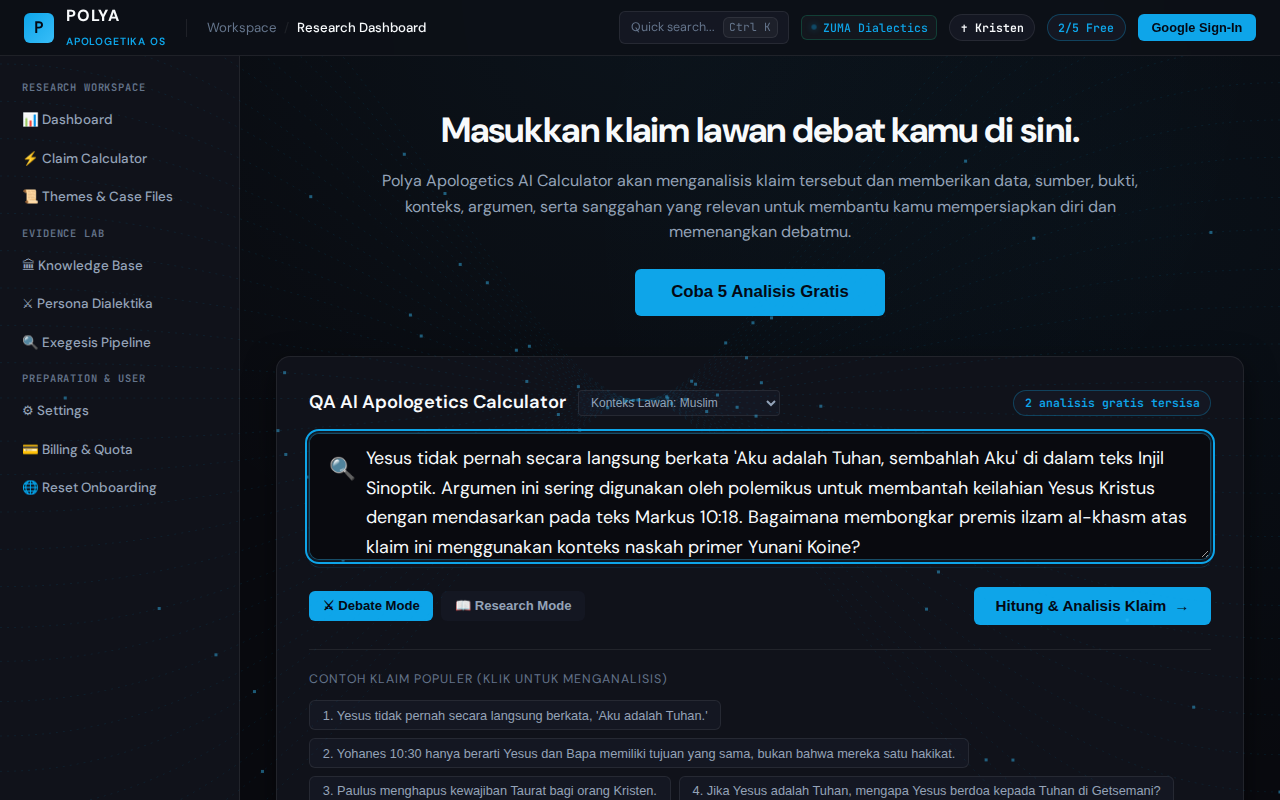 P
POLYA
APOLOGETIKA OS
Workspace / Research Dashboard
Quick search... Ctrl K
ZUMA Dialectics
✝ Kristen
2/5 Free
Google Sign-In
RESEARCH WORKSPACE
📊 Dashboard
⚡ Claim Calculator
📜 Themes & Case Files
EVIDENCE LAB
🏛 Knowledge Base
⚔ Persona Dialektika
🔍 Exegesis Pipeline
PREPARATION & USER
⚙ Settings
💳 Billing & Quota
🌐 Reset Onboarding
Masukkan klaim lawan debat kamu di sini.
Polya Apologetics AI Calculator akan menganalisis klaim tersebut dan memberikan data, sumber, bukti,
konteks, argumen, serta sanggahan yang relevan untuk membantu kamu mempersiapkan diri dan
memenangkan debatmu.
Coba 5 Analisis Gratis
QA AI Apologetics Calculator
Konteks Lawan: Muslim
2 analisis gratis tersisa
Yesus tidak pernah secara langsung berkata 'Aku adalah Tuhan, sembahlah Aku' di dalam teks Injil
Sinoptik. Argumen ini sering digunakan oleh polemikus untuk membantah keilahian Yesus Kristus
dengan mendasarkan pada teks Markus 10:18. Bagaimana membongkar premis ilzam al-khasm atas
klaim ini menggunakan konteks naskah primer Yunani Koine?
⚔ Debate Mode
📖 Research Mode
Hitung & Analisis Klaim →
CONTOH KLAIM POPULER (KLIK UNTUK MENGANALISIS)
1. Yesus tidak pernah secara langsung berkata, 'Aku adalah Tuhan.'
2. Yohanes 10:30 hanya berarti Yesus dan Bapa memiliki tujuan yang sama, bukan bahwa mereka satu hakikat.
3. Paulus menghapus kewajiban Taurat bagi orang Kristen.
4. Jika Yesus adalah Tuhan, mengapa Yesus berdoa kepada Tuhan di Getsemani?